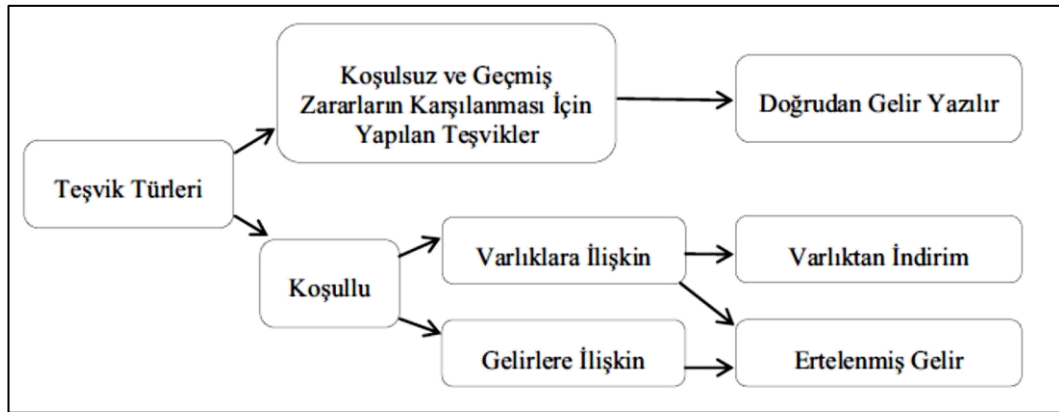 Koşulsuz ve Geçmiş
Zararların Karşılanması İçin
Yapılan Teşvikler
Doğrudan Gelir Yazılır
Teşvik Türleri
Koşullu
Varlıklara İlişkin
Varlıktan İndirim
Gelirlere İlişkin
Ertelenmiş Gelir